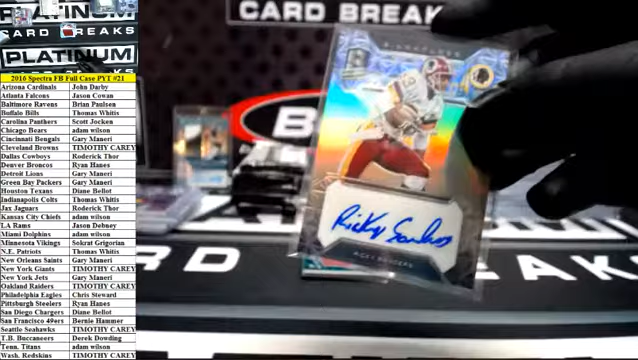 CARD BREAKERS
PLATINUM
CARD BREAKERS
PLATINUM
2016 Spectra FB Full Case PYT #21
Arizona Cardinals John Darby
Atlanta Falcons Jason Cowan
Baltimore Ravens Brian Paulsen
Buffalo Bills Thomas Whitis
Carolina Panthers Scott Jocken
Chicago Bears adam wilson
Cincinnati Bengals Gary Maneri
Cleveland Browns TIMOTHY CAREY
Dallas Cowboys Roderick Thor
Denver Broncos Ryan Hanes
Detroit Lions Gary Maneri
Green Bay Packers Gary Maneri
Houston Texans Diane Bellot
Indianapolis Colts Thomas Whitis
Jax Jaguars Roderick Thor
Kansas City Chiefs adam wilson
LA Rams Jason Debney
Miami Dolphins adam wilson
Minnesota Vikings Sokrat Grigorian
N.E. Patriots Thomas Whitis
New Orleans Saints Gary Maneri
New York Giants TIMOTHY CAREY
New York Jets Gary Maneri
Oakland Raiders TIMOTHY CAREY
Philadelphia Eagles Chris Steward
Pittsburgh Steelers Ryan Hanes
San Diego Chargers Diane Bellot
San Francisco 49ers Bernie Hammer
Seattle Seahawks TIMOTHY CAREY
T.B. Buccaneers Derek Dowding
Tenn. Titans adam wilson
Wash. Redskins TIMOTHY CAREY
SIGNATURES
Ricky Sanders
RICKY SANDERS